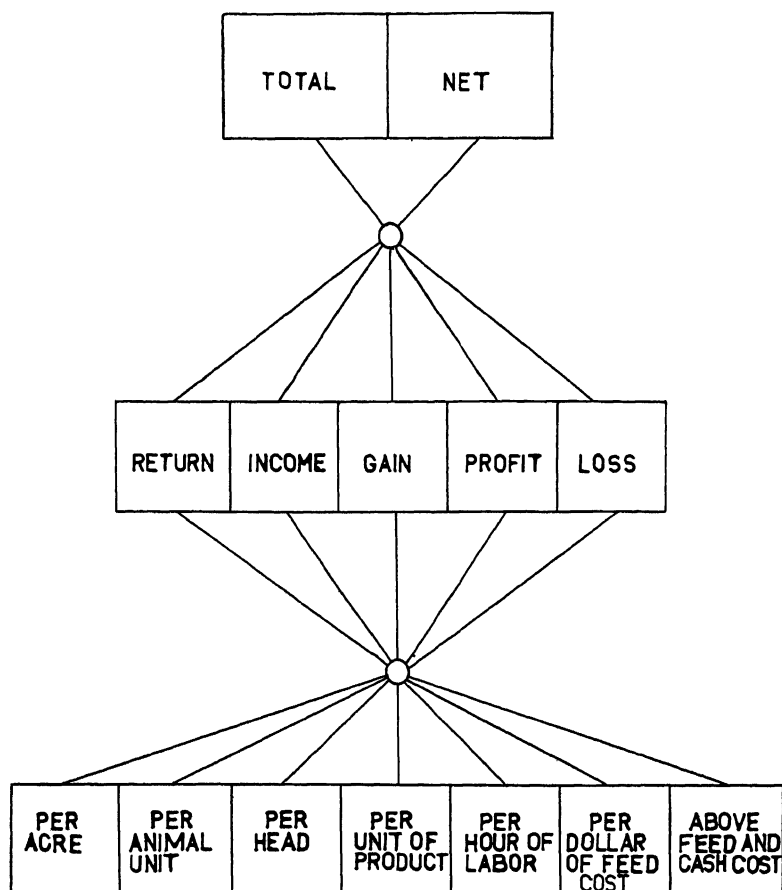 TOTAL NET
RETURN INCOME GAIN PROFIT LOSS
PER ACRE
PER ANIMAL UNIT
PER HEAD
PER UNIT OF PRODUCT
PER HOUR OF LABOR
PER DOLLAR OF FEED COST
ABOVE FEED AND CASH COST